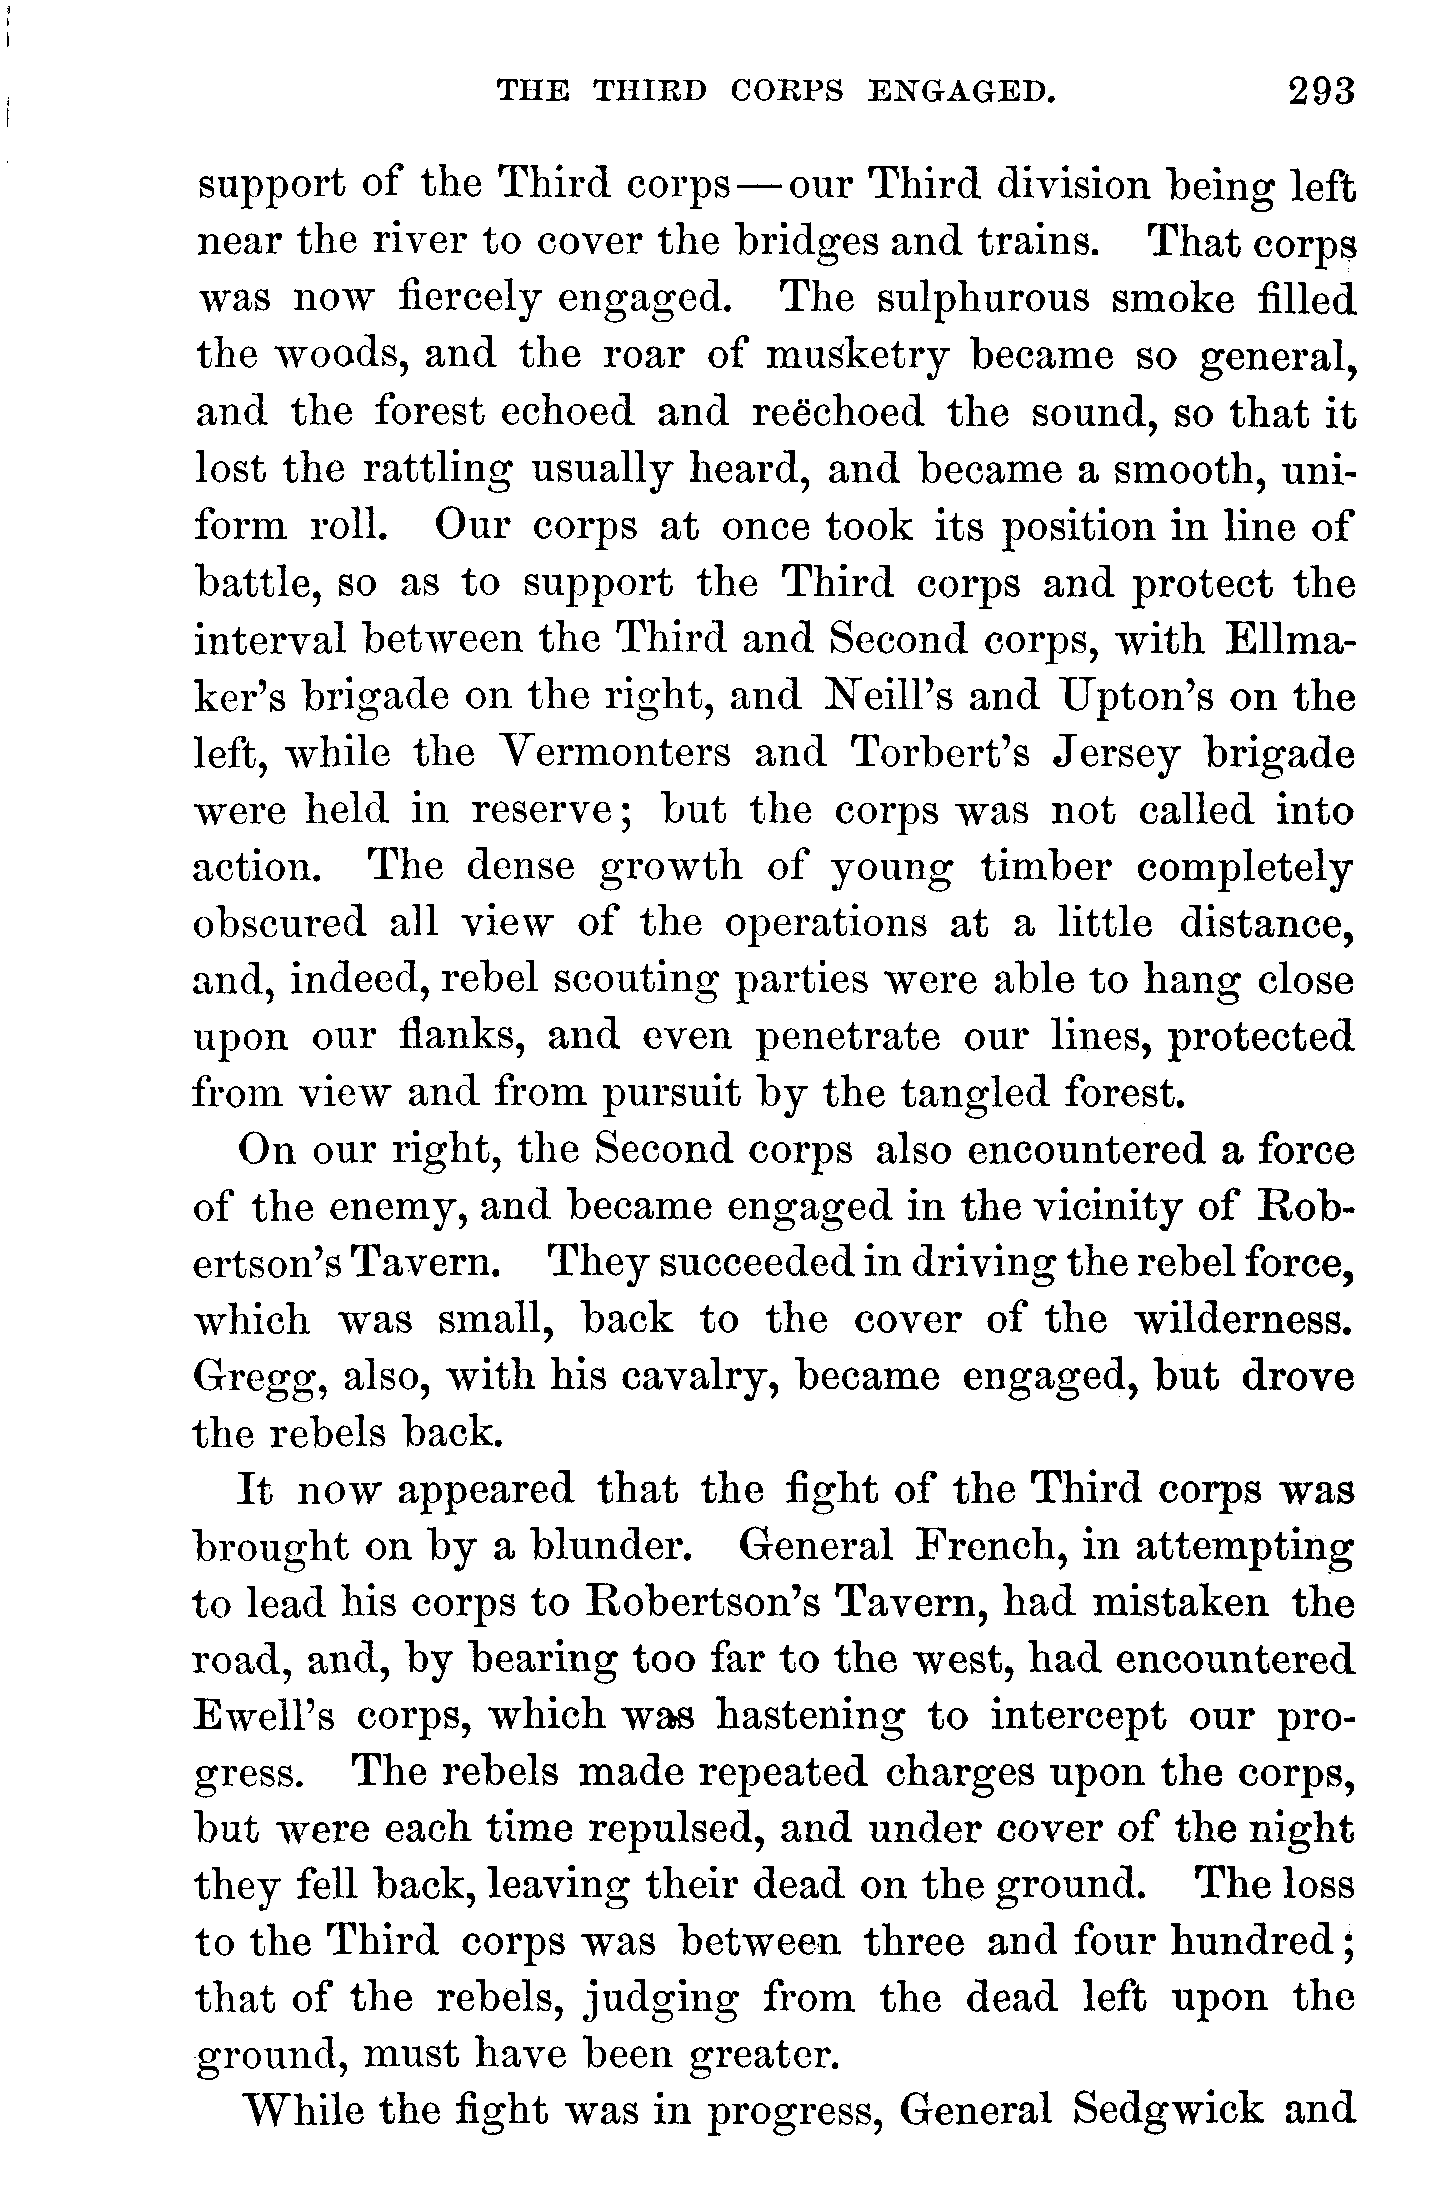 THE THIRD CORPS ENGAGED. 293
support of the Third corps—our Third division being left
near the river to cover the bridges and trains. That corps
was now fiercely engaged. The sulphurous smoke filled
the woods, and the roar of musketry became so general,
and the forest echoed and reëchoed the sound, so that it
lost the rattling usually heard, and became a smooth, uni-
form roll. Our corps at once took its position in line of
battle, so as to support the Third corps and protect the
interval between the Third and Second corps, with Ellma-
ker's brigade on the right, and Neill's and Upton's on the
left, while the Vermonters and Torbert's Jersey brigade
were held in reserve; but the corps was not called into
action. The dense growth of young timber completely
obscured all view of the operations at a little distance,
and, indeed, rebel scouting parties were able to hang close
upon our flanks, and even penetrate our lines, protected
from view and from pursuit by the tangled forest.
On our right, the Second corps also encountered a force
of the enemy, and became engaged in the vicinity of Rob-
ertson's Tavern. They succeeded in driving the rebel force,
which was small, back to the cover of the wilderness.
Gregg, also, with his cavalry, became engaged, but drove
the rebels back.
It now appeared that the fight of the Third corps was
brought on by a blunder. General French, in attempting
to lead his corps to Robertson's Tavern, had mistaken the
road, and, by bearing too far to the west, had encountered
Ewell's corps, which was hastening to intercept our pro-
gress. The rebels made repeated charges upon the corps,
but were each time repulsed, and under cover of the night
they fell back, leaving their dead on the ground. The loss
to the Third corps was between three and four hundred;
that of the rebels, judging from the dead left upon the
ground, must have been greater.
While the fight was in progress, General Sedgwick and